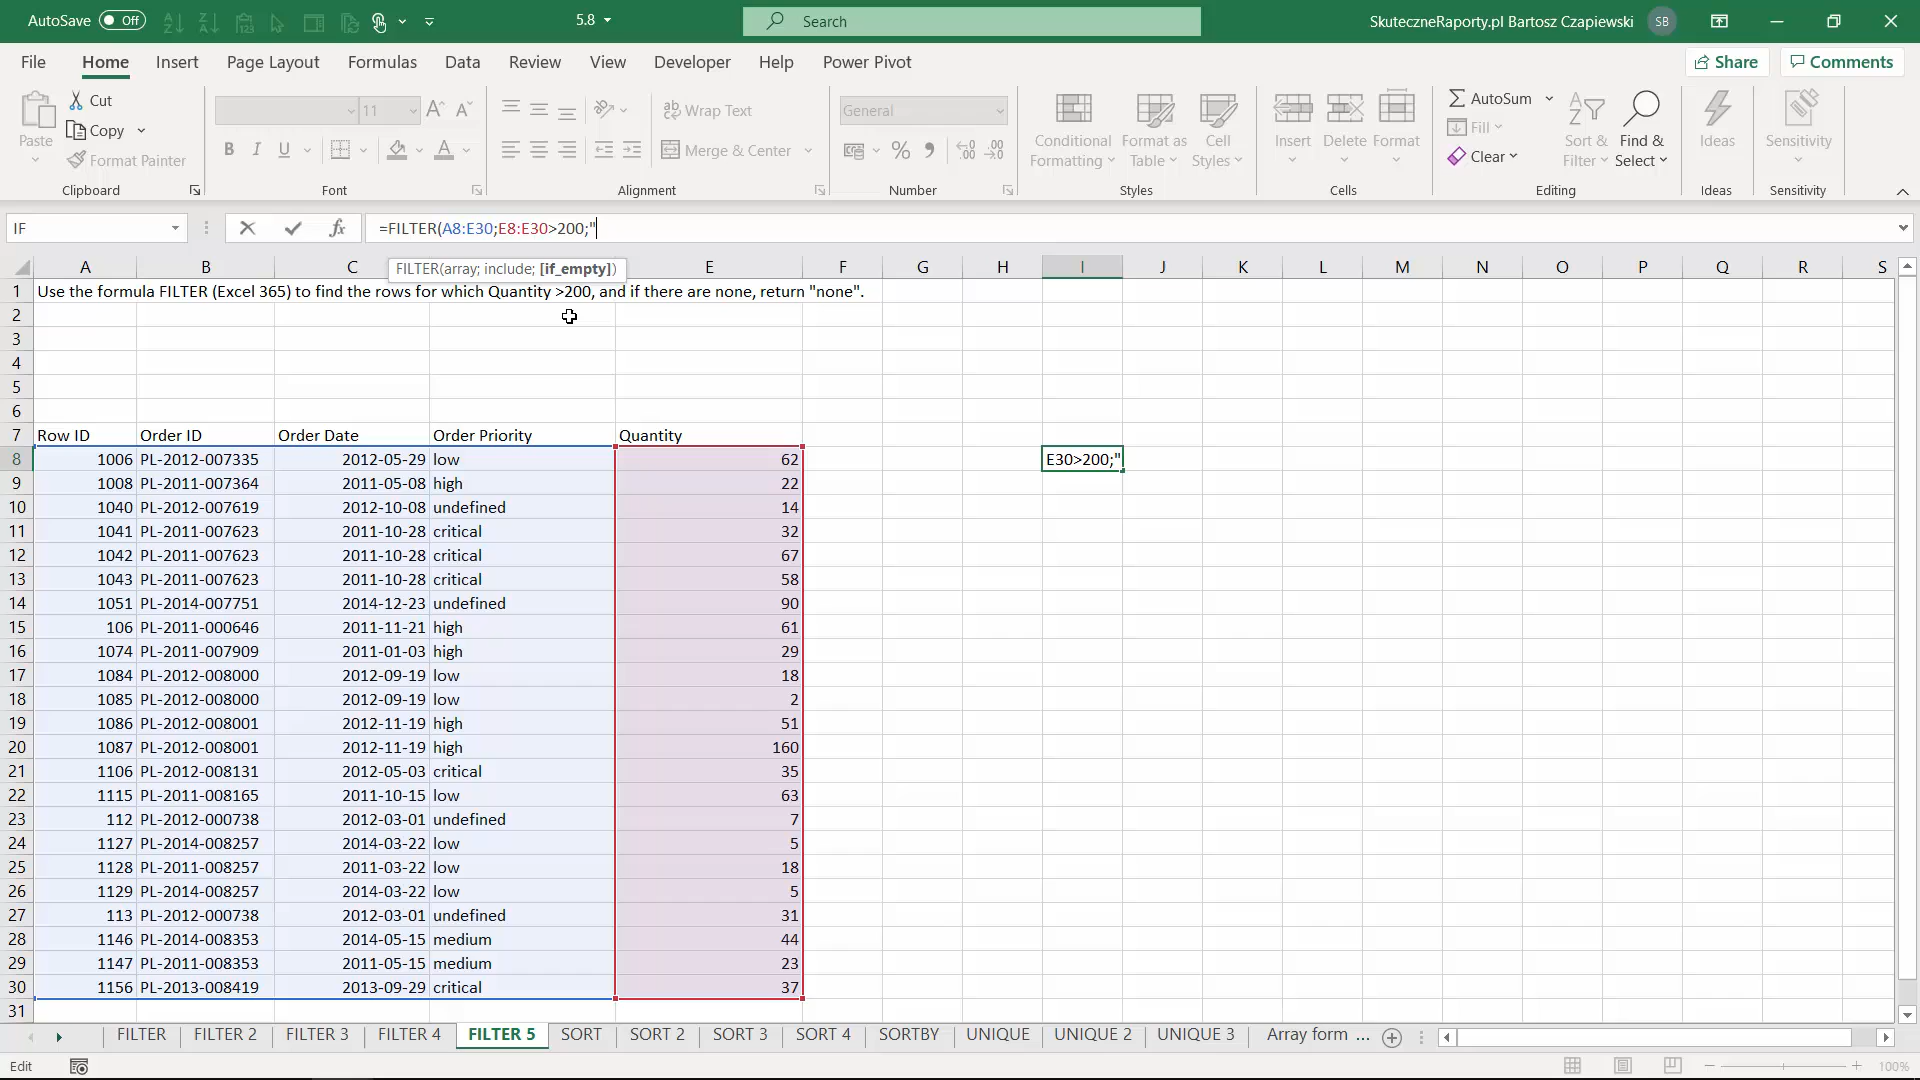 AutoSave Off
5.8
Search
SkuteczneRaporty.pl Bartosz Czapiewski SB
File Home Insert Page Layout Formulas Data Review View Developer Help Power Pivot
Share Comments
Paste
Cut
Copy
Format Painter
Clipboard
11
B I U
Font
Wrap Text
Merge & Center
Alignment
General
Number
Conditional Formatting
Format as Table
Cell Styles
Styles
Insert Delete Format
Cells
AutoSum
Fill
Clear
Sort & Filter
Find & Select
Editing
Ideas
Ideas
Sensitivity
Sensitivity
IF
fx
=FILTER(A8:E30;E8:E30>200;"
FILTER(array; include; [if_empty])
A B C E F G H I J K L M N O P Q R S
1 Use the formula FILTER (Excel 365) to find the rows for which Quantity >200, and if there are none, return "none".
2
3
4
5
6
7 Row ID Order ID Order Date Order Priority Quantity
8 1006 PL-2012-007335 2012-05-29 low 62 E30>200;"
9 1008 PL-2011-007364 2011-05-08 high 22
10 1040 PL-2012-007619 2012-10-08 undefined 14
11 1041 PL-2011-007623 2011-10-28 critical 32
12 1042 PL-2011-007623 2011-10-28 critical 67
13 1043 PL-2011-007623 2011-10-28 critical 58
14 1051 PL-2014-007751 2014-12-23 undefined 90
15 106 PL-2011-000646 2011-11-21 high 61
16 1074 PL-2011-007909 2011-01-03 high 29
17 1084 PL-2012-008000 2012-09-19 low 18
18 1085 PL-2012-008000 2012-09-19 low 2
19 1086 PL-2012-008001 2012-11-19 high 51
20 1087 PL-2012-008001 2012-11-19 high 160
21 1106 PL-2012-008131 2012-05-03 critical 35
22 1115 PL-2011-008165 2011-10-15 low 63
23 112 PL-2012-000738 2012-03-01 undefined 7
24 1127 PL-2014-008257 2014-03-22 low 5
25 1128 PL-2011-008257 2011-03-22 low 18
26 1129 PL-2014-008257 2014-03-22 low 5
27 113 PL-2012-000738 2012-03-01 undefined 31
28 1146 PL-2014-008353 2014-05-15 medium 44
29 1147 PL-2011-008353 2011-05-15 medium 23
30 1156 PL-2013-008419 2013-09-29 critical 37
31
FILTER FILTER 2 FILTER 3 FILTER 4 FILTER 5 SORT SORT 2 SORT 3 SORT 4 SORTBY UNIQUE UNIQUE 2 UNIQUE 3 Array form ...
Edit
100%